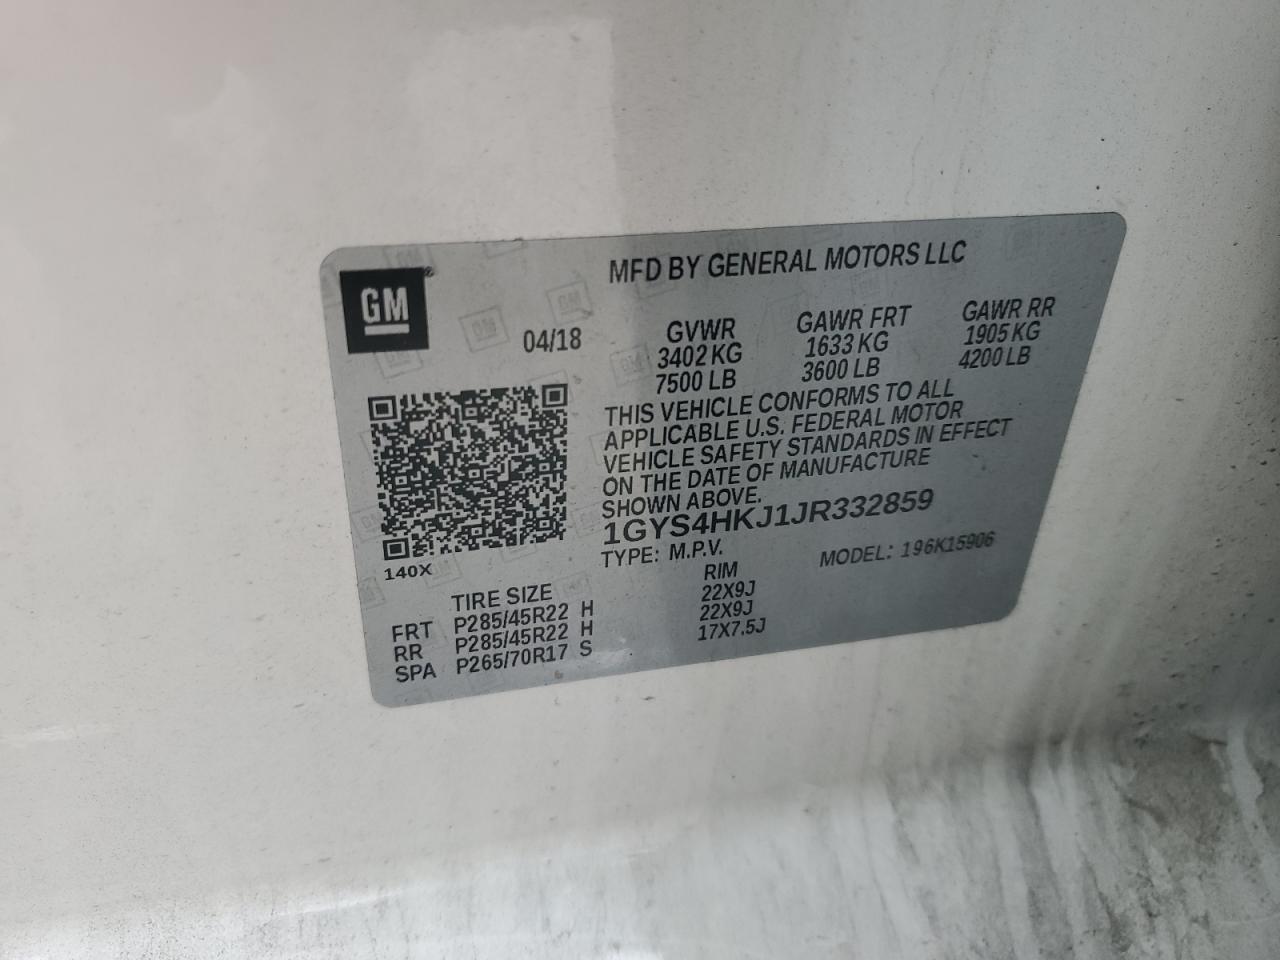 GM
MFD BY GENERAL MOTORS LLC
04/18
GVWR GAWR FRT GAWR RR
3402 KG 1633 KG 1905 KG
7500 LB 3600 LB 4200 LB
THIS VEHICLE CONFORMS TO ALL
APPLICABLE U.S. FEDERAL MOTOR
VEHICLE SAFETY STANDARDS IN EFFECT
ON THE DATE OF MANUFACTURE
SHOWN ABOVE.
1GYS4HKJ1JR332859
TYPE: M.P.V. MODEL: 196K15906
140X
TIRE SIZE RIM
FRT P285/45R22 H 22X9J
RR P285/45R22 H 22X9J
SPA P265/70R17 S 17X7.5J